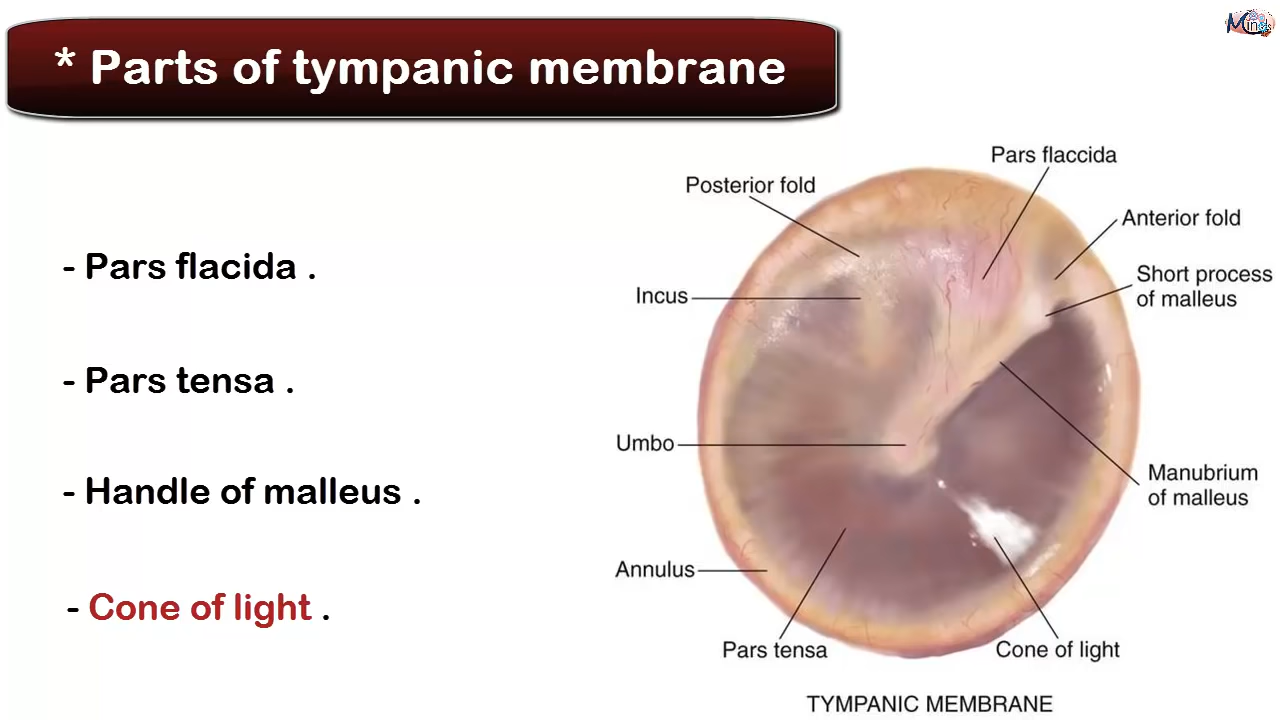 * Parts of tympanic membrane
Minds
- Pars flacida .
- Pars tensa .
- Handle of malleus .
- Cone of light .
Pars flaccida
Posterior fold
Anterior fold
Short process
of malleus
Incus
Umbo
Manubrium
of malleus
Annulus
Pars tensa
Cone of light
TYMPANIC MEMBRANE